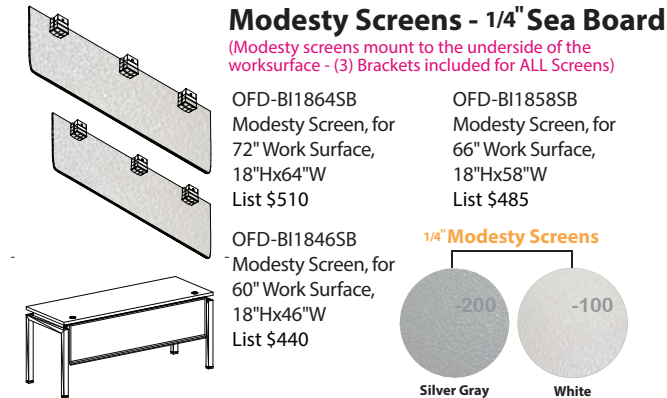 Modesty Screens - 1/4" Sea Board
(Modesty screens mount to the underside of the
worksurface - (3) Brackets included for ALL Screens)
OFD-BI1864SB
Modesty Screen, for
72" Work Surface,
18"Hx64"W
List $510
OFD-BI1858SB
Modesty Screen, for
66" Work Surface,
18"Hx58"W
List $485
OFD-BI1846SB
Modesty Screen, for
60" Work Surface,
18"Hx46"W
List $440
1/4" Modesty Screens
-200
-100
Silver Gray
White